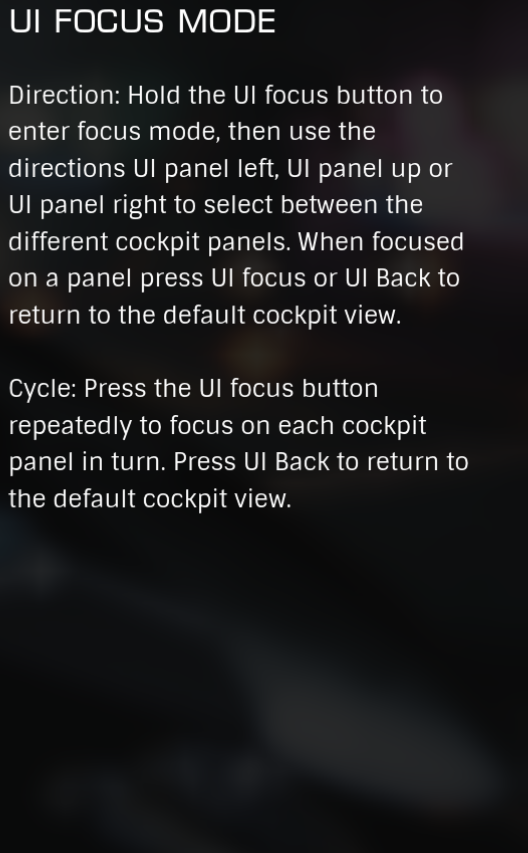 UI FOCUS MODE
Direction: Hold the UI focus button to
enter focus mode, then use the
directions UI panel left, UI panel up or
UI panel right to select between the
different cockpit panels. When focused
on a panel press UI focus or UI Back to
return to the default cockpit view.
Cycle: Press the UI focus button
repeatedly to focus on each cockpit
panel in turn. Press UI Back to return to
the default cockpit view.